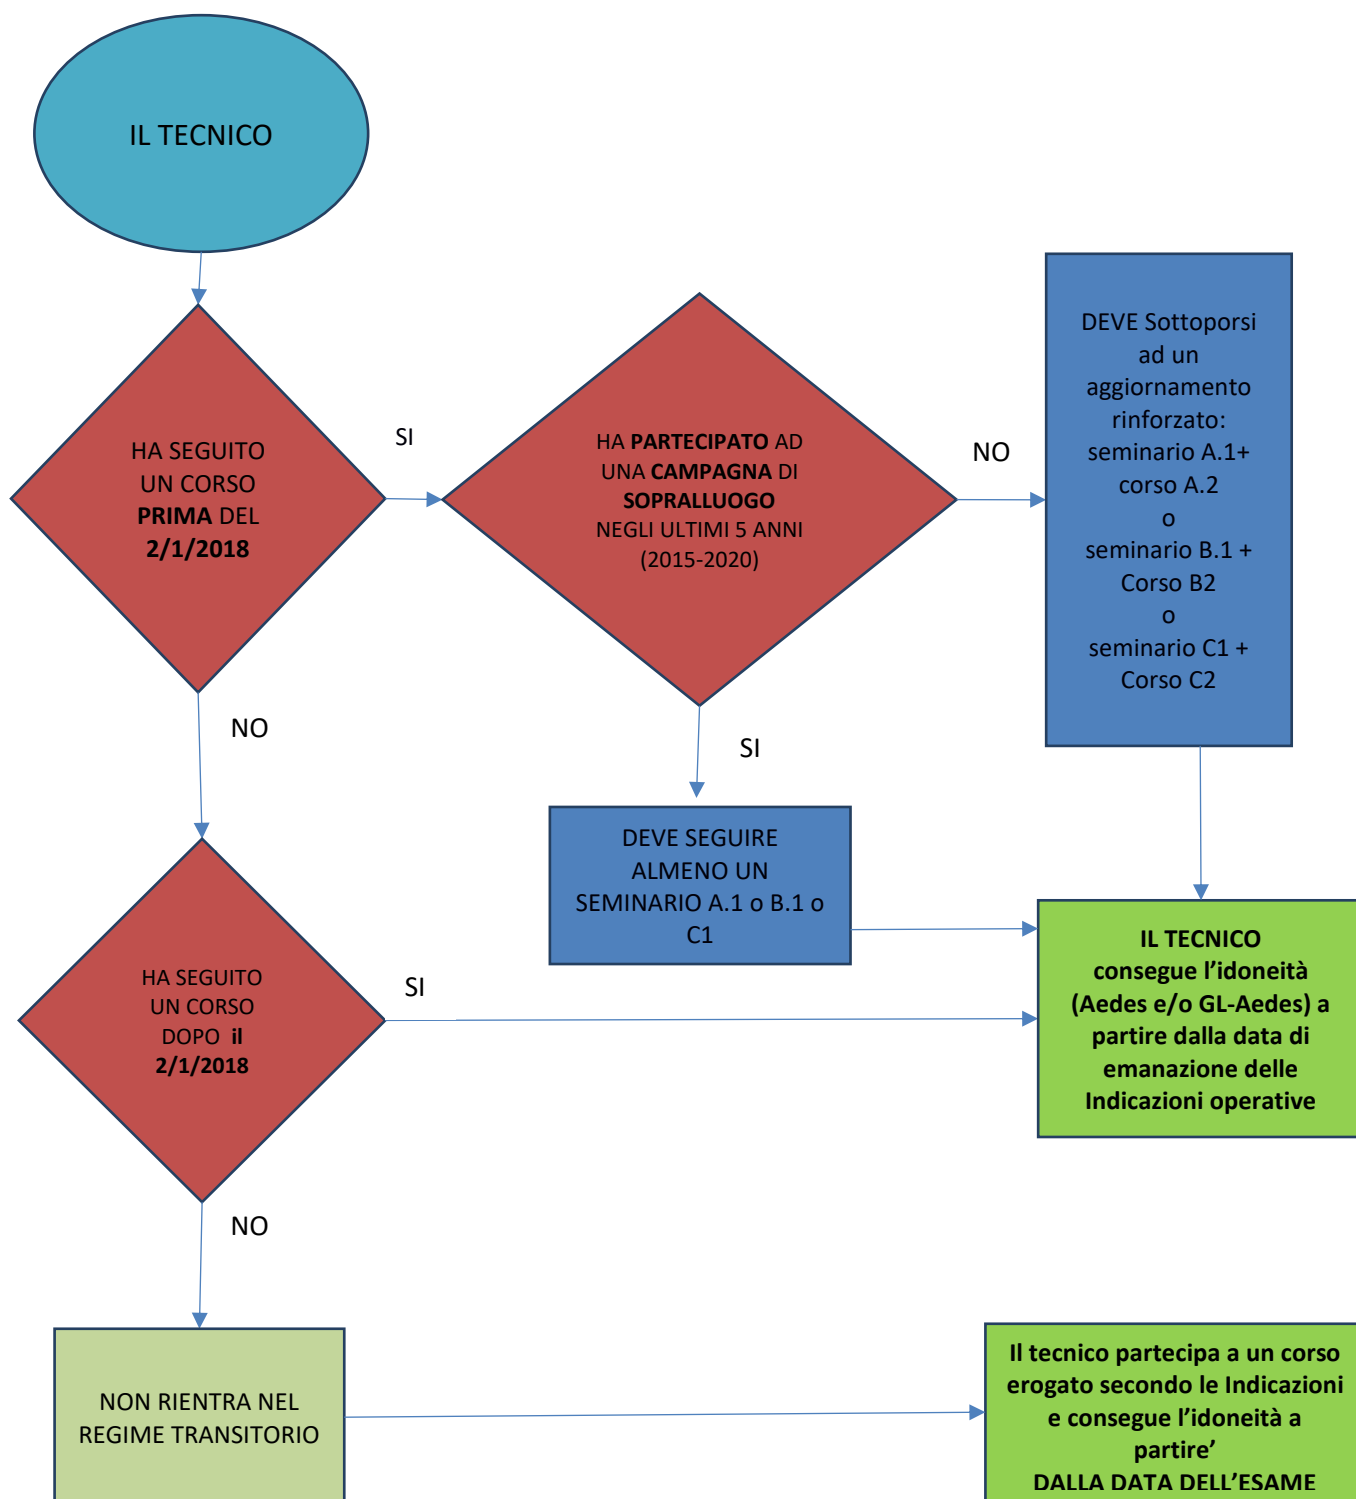 IL TECNICO
HA SEGUITO
UN CORSO
PRIMA DEL
2/1/2018
SI
HA PARTECIPATO AD
UNA CAMPAGNA DI
SOPRALLUOGO
NEGLI ULTIMI 5 ANNI
(2015-2020)
NO
DEVE Sottoporsi
ad un
aggiornamento
rinforzato:
seminario A.1+
corso A.2
o
seminario B.1 +
Corso B2
o
seminario C1 +
Corso C2
NO
SI
DEVE SEGUIRE
ALMENO UN
SEMINARIO A.1 o B.1 o
C1
HA SEGUITO
UN CORSO
DOPO il
2/1/2018
SI
IL TECNICO
consegue l’idoneità
(Aedes e/o GL-Aedes) a
partire dalla data di
emanazione delle
Indicazioni operative
NO
NON RIENTRA NEL
REGIME TRANSITORIO
Il tecnico partecipa a un corso
erogato secondo le Indicazioni
e consegue l’idoneità a
partire’
DALLA DATA DELL’ESAME